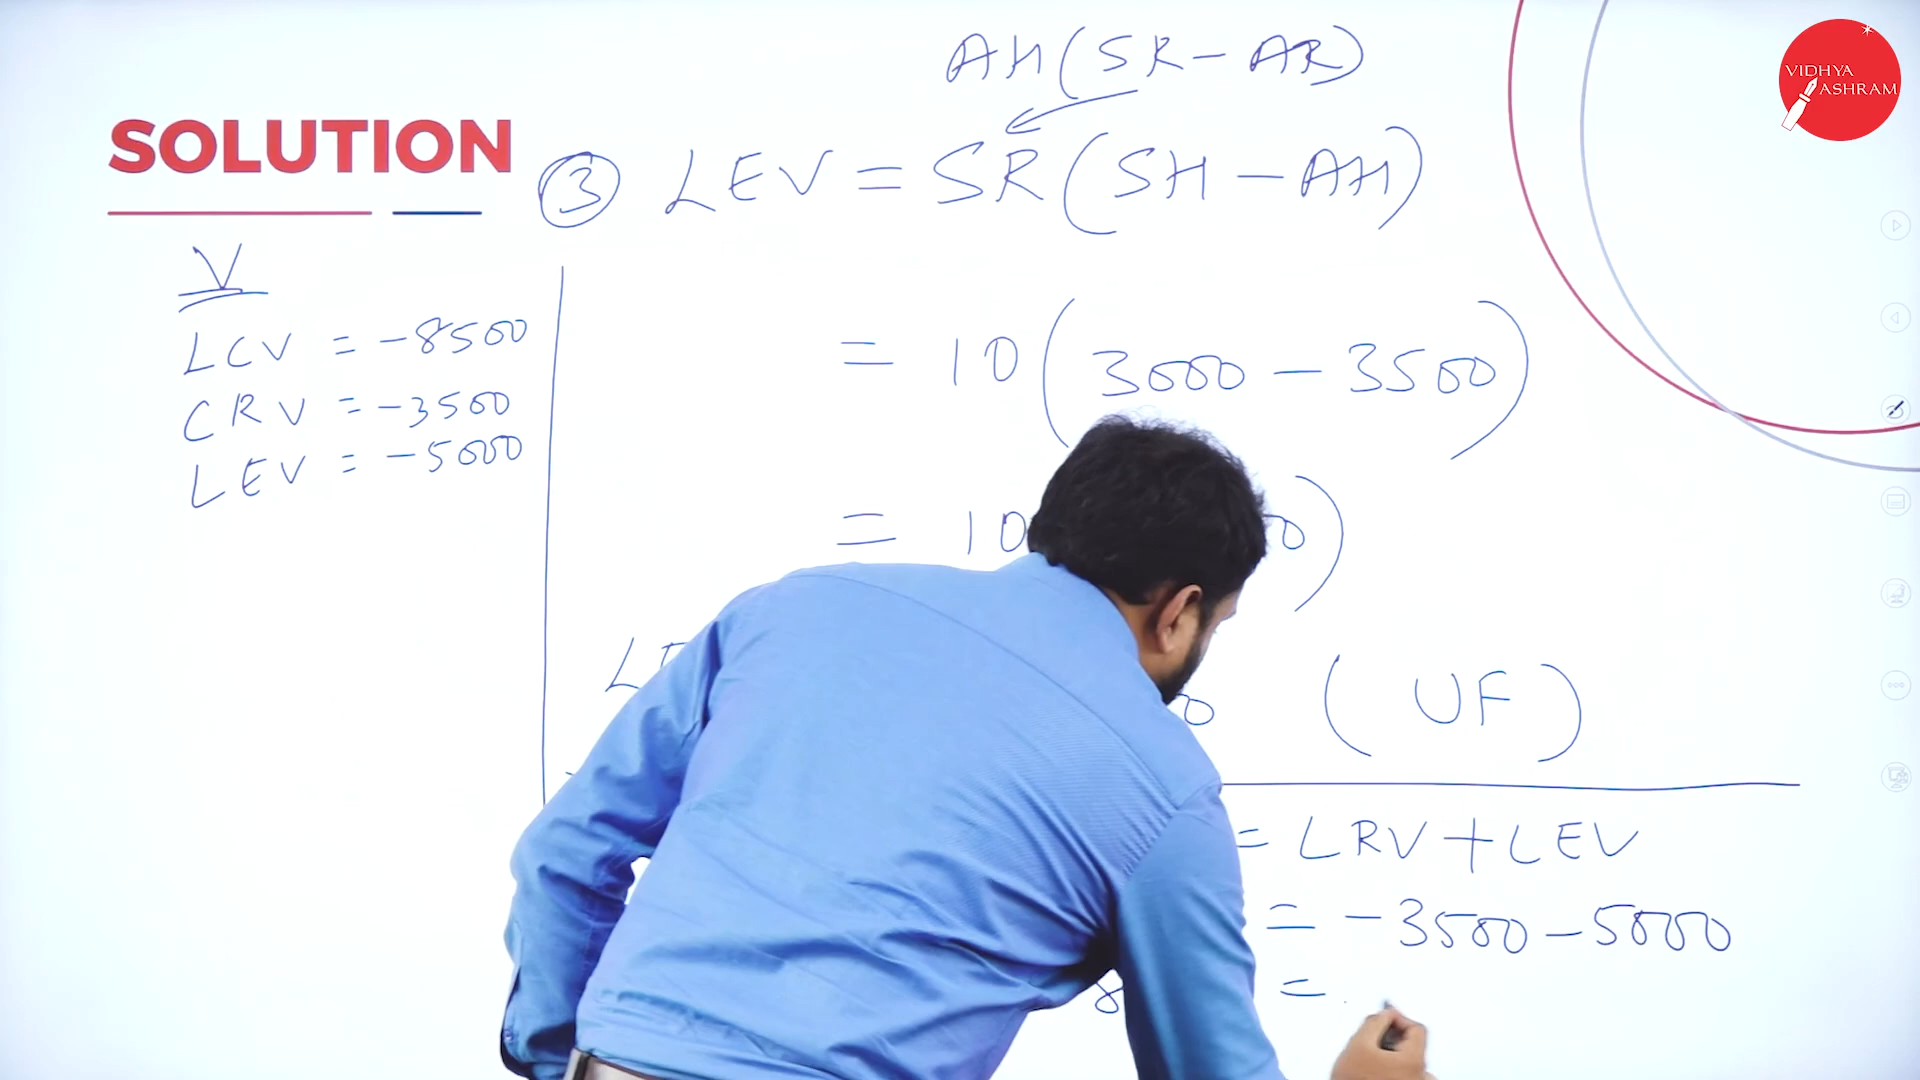 VIDHYA
ASHRAM
SOLUTION
AH(SR-AR)
③ LEV = SR(SH-AH)
V
LCV = -8500
CRV = -3500
LEV = -5000
= 10(3000-3500)
= 10
(UF)
= LRV+LEV
= -3500-5000
=